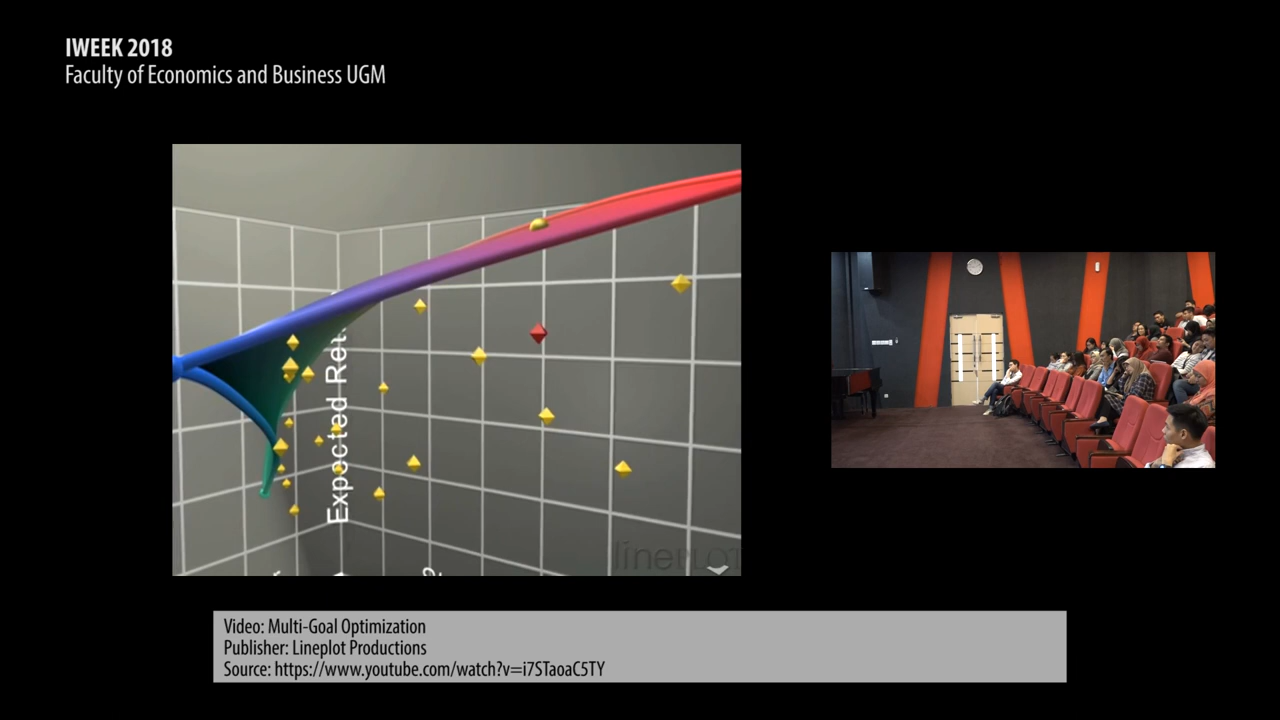 IWEEK 2018
Faculty of Economics and Business UGM
Expected Ret
linePLOT
Video: Multi-Goal Optimization
Publisher: Lineplot Productions
Source: https://www.youtube.com/watch?v=i7STaoaC5TY